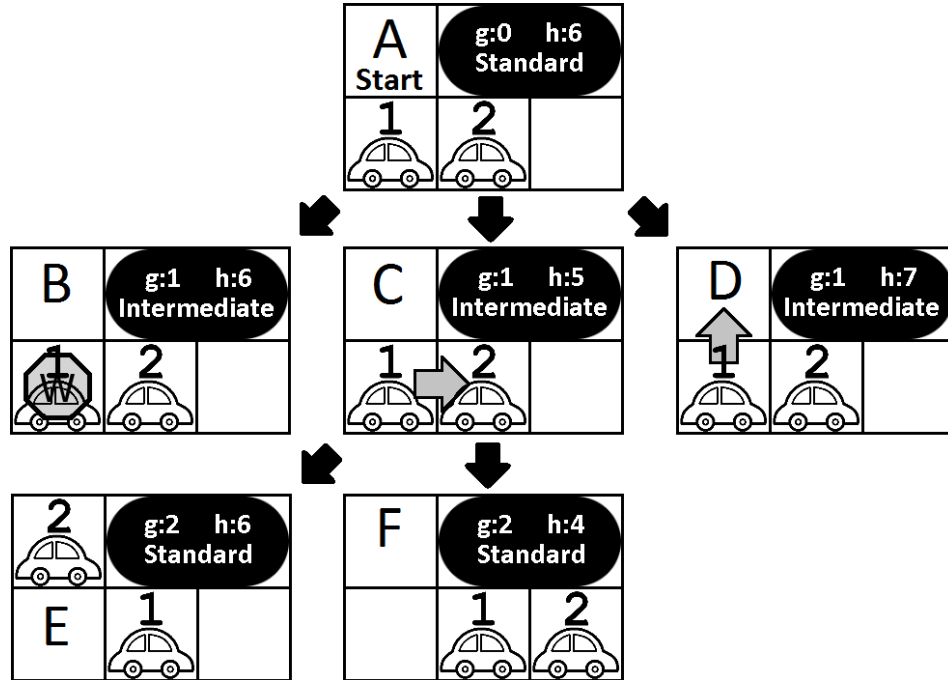 A
Start
g:0 h:6
Standard
1 2
B
g:1 h:6
Intermediate
1 2
W
C
g:1 h:5
Intermediate
1 2
D
g:1 h:7
Intermediate
1 2
2
g:2 h:6
Standard
E
1
F
g:2 h:4
Standard
1 2